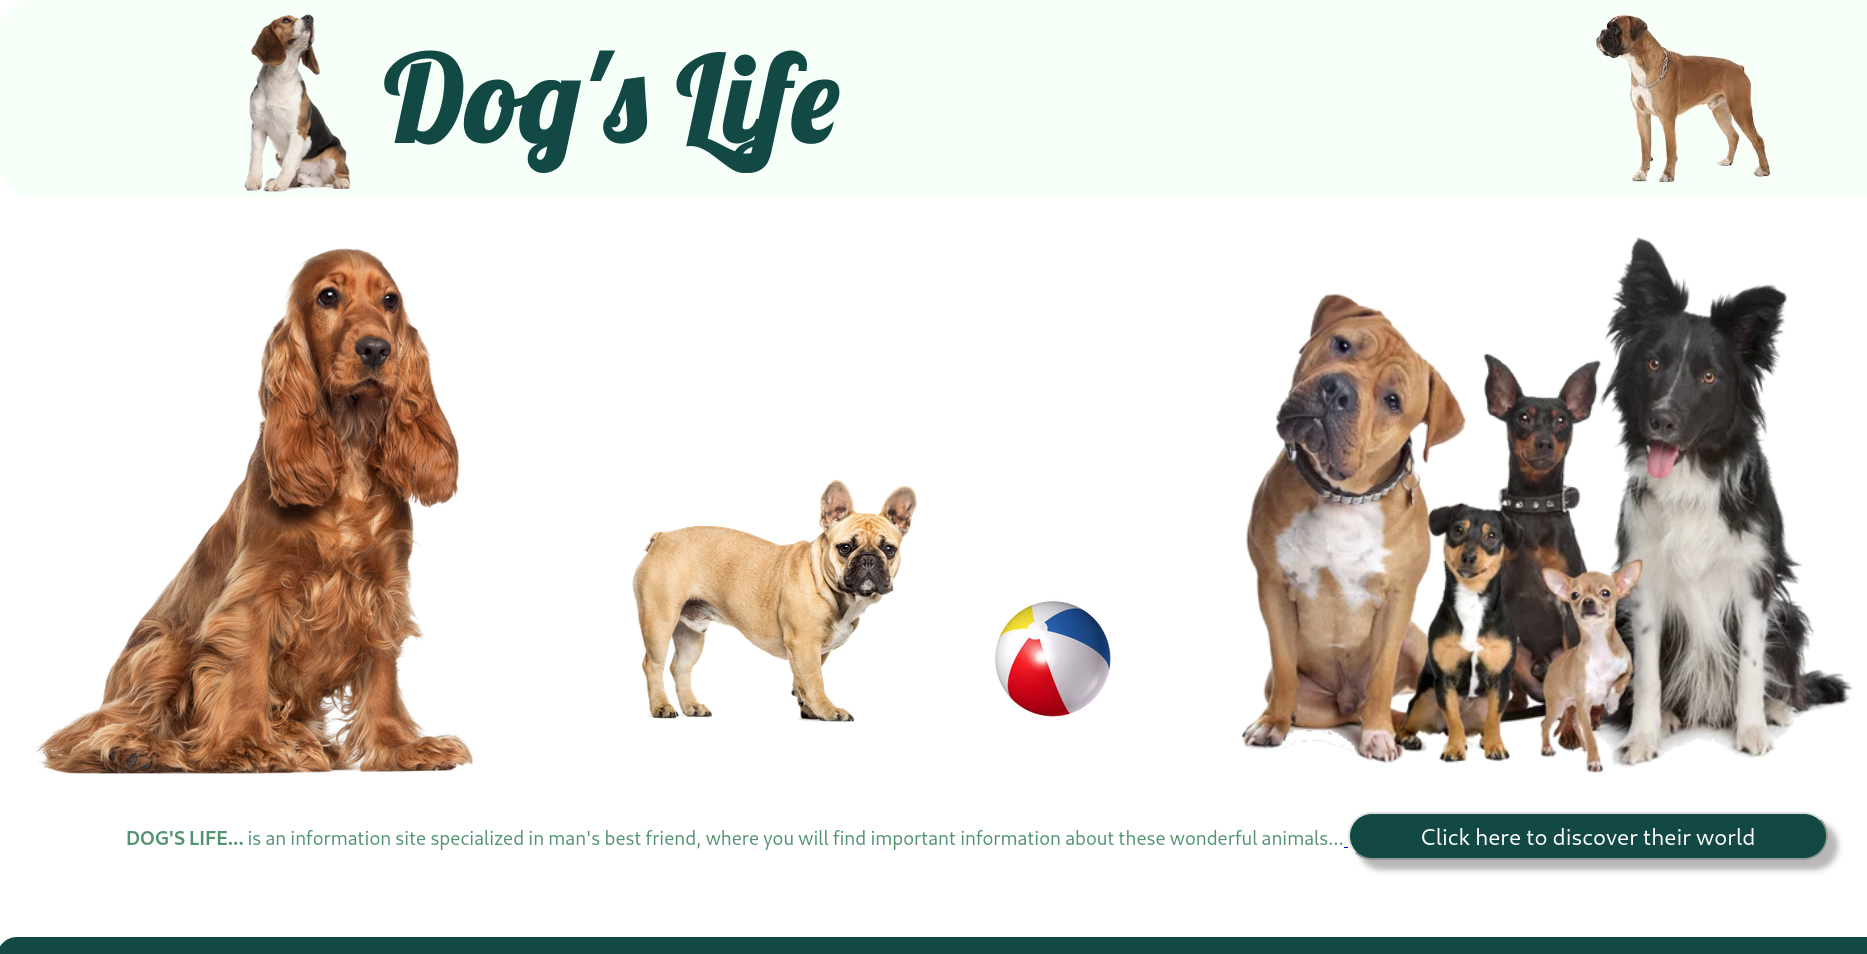 Dog's Life
DOG'S LIFE... is an information site specialized in man's best friend, where you will find important information about these wonderful animals...
Click here to discover their world